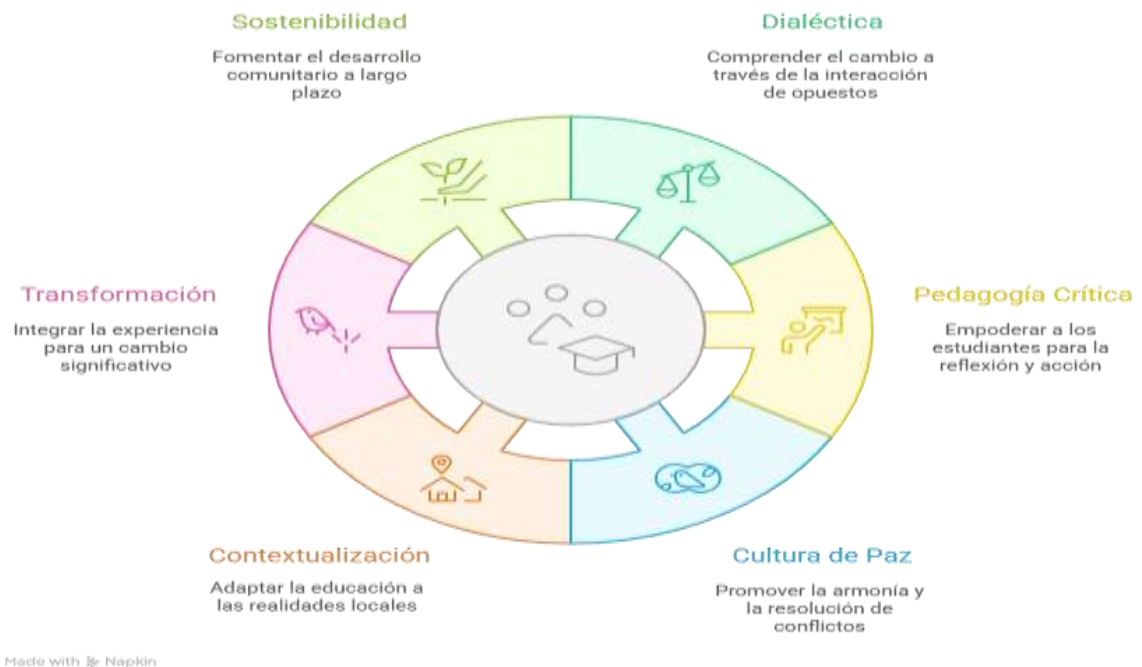 Sostenibilidad
Fomentar el desarrollo
comunitario a largo
plazo
Dialéctica
Comprender el cambio a
través de la interacción
de opuestos
Transformación
Integrar la experiencia
para un cambio
significativo
Pedagogía Crítica
Empoderar a los
estudiantes para la
reflexión y acción
Contextualización
Adaptar la educación a
las realidades locales
Cultura de Paz
Promover la armonía y
la resolución de
conflictos
Made with Napkin